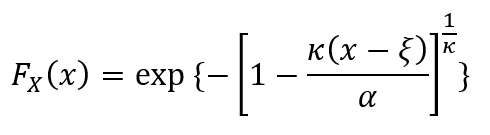 F_X(x) = exp {−[1 − κ(x − ξ)/α]^{1/κ}}